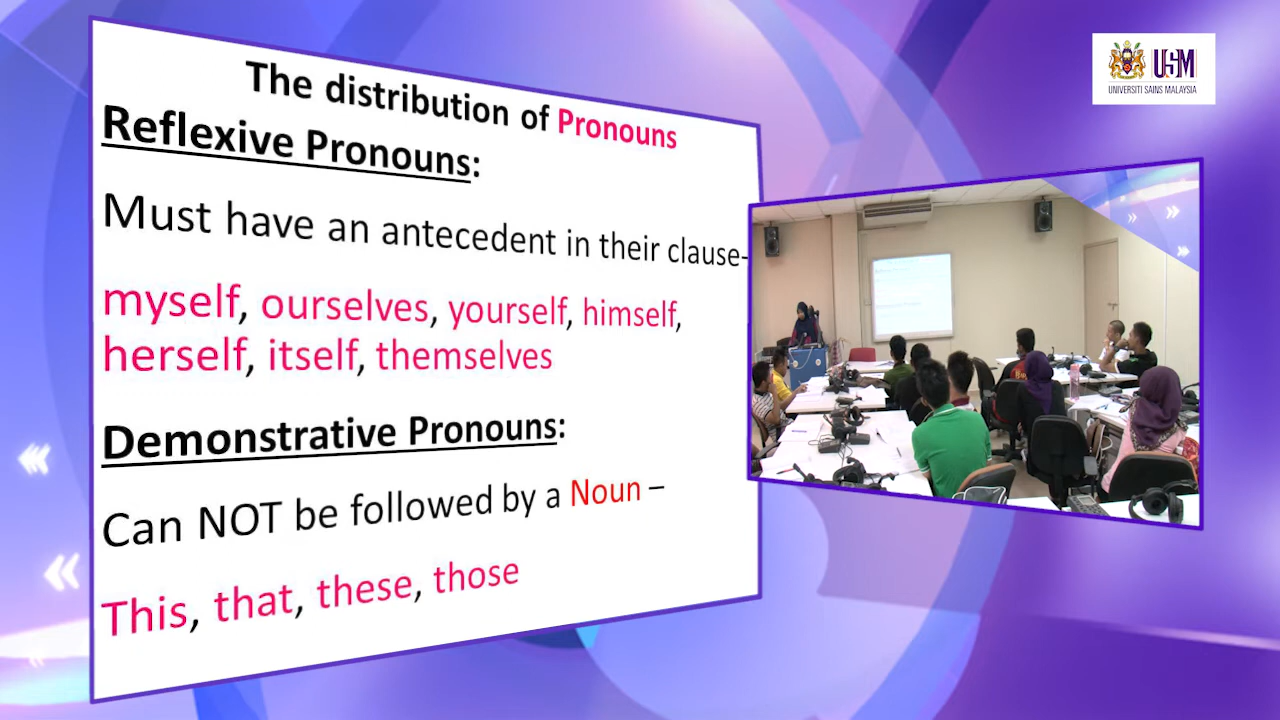 The distribution of Pronouns
Reflexive Pronouns:
Must have an antecedent in their clause-
myself, ourselves, yourself, himself,
herself, itself, themselves
Demonstrative Pronouns:
Can NOT be followed by a Noun –
This, that, these, those
USM
UNIVERSITI SAINS MALAYSIA